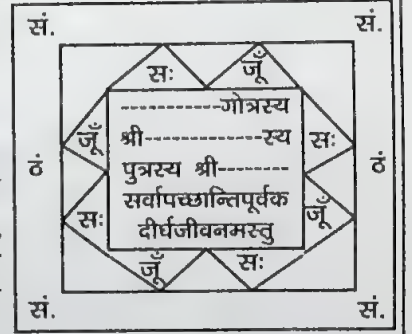 सं. सं.
सः जूँ
----------गोत्रस्य
जूँ श्री------------स्य सः
ठं पुत्रस्य श्री-------- ठं
सर्वापच्छान्तिपूर्वक
सः दीर्घजीवनमस्तु जूँ
जूँ सः
सं. सं.